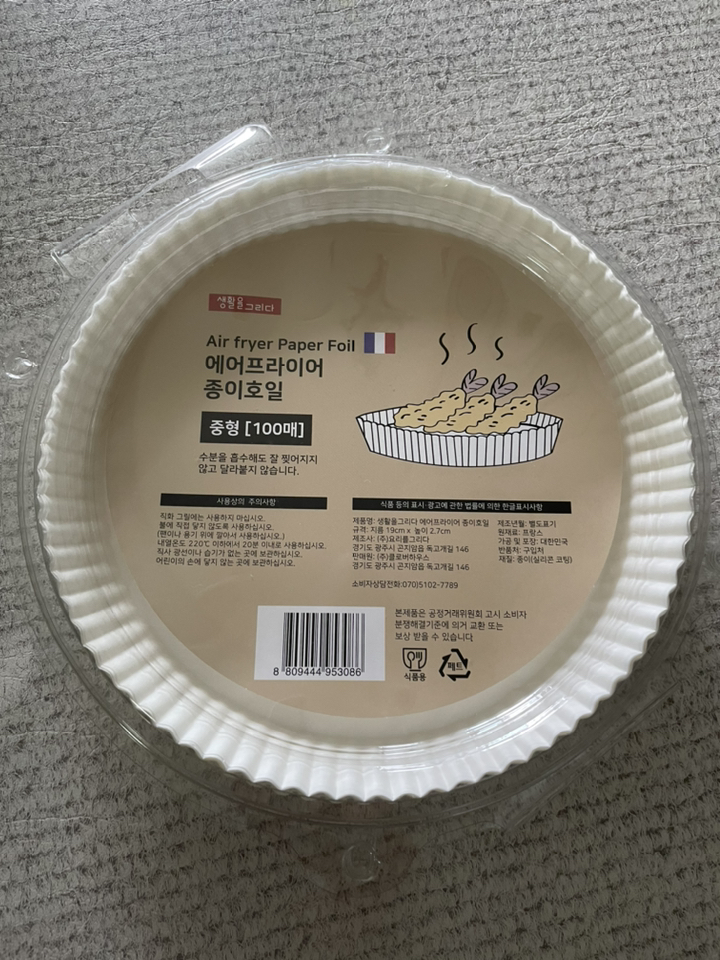 생활을그리다
Air fryer Paper Foil
에어프라이어
종이호일
중형 [100매]
수분을 흡수해도 잘 찢어지지
않고 달라붙지 않습니다.
사용상의 주의사항
직화 그릴에는 사용하지 마십시오.
불에 직접 닿지 않도록 사용하십시오.
(팬이나 용기 위에 깔아서 사용하십시오.)
내열온도 220℃ 이하에서 20분 이내로 사용하십시오.
직사 광선이나 습기가 없는 곳에 보관하십시오.
어린이의 손에 닿지 않는 곳에 보관하십시오.
식품 등의 표시·광고에 관한 법률에 의한 한글표시사항
제품명: 생활을그리다 에어프라이어 종이호일
규격: 지름 19cm x 높이 2.7cm
제조사: (주)요리를그리다
경기도 광주시 곤지암읍 독고개길 146
판매원: (주)클로버하우스
경기도 광주시 곤지암읍 독고개길 146
제조년월: 별도표기
원재료: 프랑스
가공 및 포장: 대한민국
반품처: 구입처
재질: 종이(실리콘 코팅)
소비자상담전화:070)5102-7789
본제품은 공정거래위원회 고시 소비자
분쟁해결기준에 의거 교환 또는
보상 받을 수 있습니다.
8 809444 953086
식품용
페트